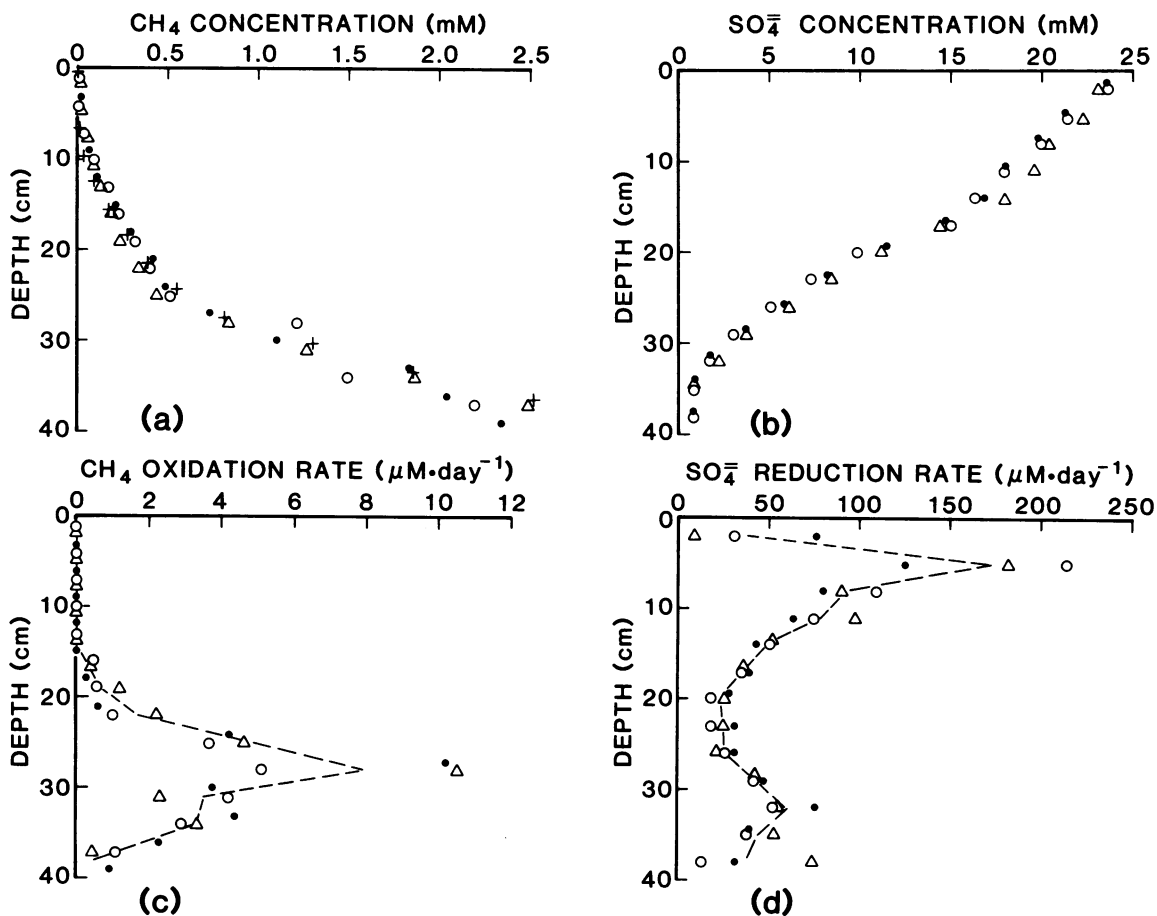 CH4 CONCENTRATION (mM)
0 0.5 1.0 1.5 2.0 2.5
0
10
20
30
40
DEPTH (cm)
(a)
SO4= CONCENTRATION (mM)
0 5 10 15 20 25
0
10
20
30
40
DEPTH (cm)
(b)
CH4 OXIDATION RATE (μM•day⁻¹)
0 2 4 6 8 10 12
0
10
20
30
40
DEPTH (cm)
(c)
SO4= REDUCTION RATE (μM•day⁻¹)
0 50 100 150 200 250
0
10
20
30
40
DEPTH (cm)
(d)